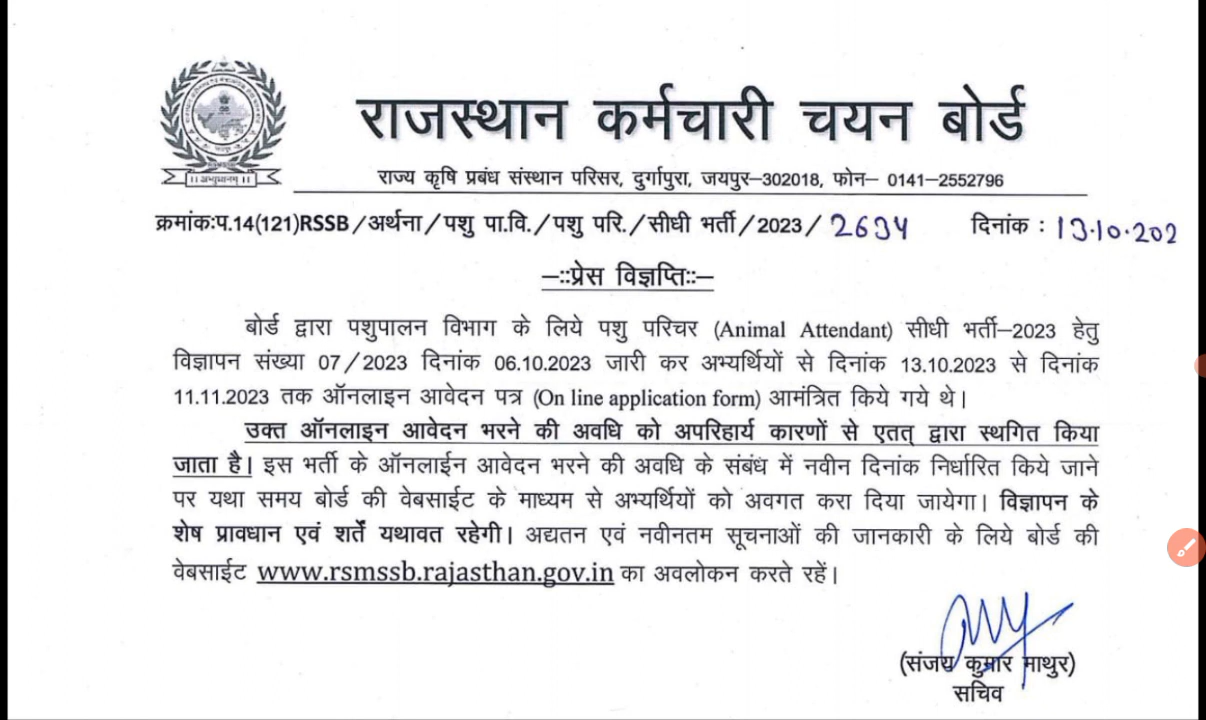 राजस्थान कर्मचारी चयन बोर्ड
राज्य कृषि प्रबंध संस्थान परिसर, दुर्गापुरा, जयपुर–302018, फोन– 0141–2552796
।। अभ्युत्थानम् ।।
क्रमांकःप.14(121)RSSB/अर्थना/पशु पा.वि./पशु परि./सीधी भर्ती/2023/ 2634 दिनांक : 13.10.202
–::प्रेस विज्ञप्ति::–
बोर्ड द्वारा पशुपालन विभाग के लिये पशु परिचर (Animal Attendant) सीधी भर्ती–2023 हेतु
विज्ञापन संख्या 07/2023 दिनांक 06.10.2023 जारी कर अभ्यर्थियों से दिनांक 13.10.2023 से दिनांक
11.11.2023 तक ऑनलाइन आवेदन पत्र (On line application form) आमंत्रित किये गये थे।
उक्त ऑनलाइन आवेदन भरने की अवधि को अपरिहार्य कारणों से एतत् द्वारा स्थगित किया
जाता है। इस भर्ती के ऑनलाईन आवेदन भरने की अवधि के संबंध में नवीन दिनांक निर्धारित किये जाने
पर यथा समय बोर्ड की वेबसाईट के माध्यम से अभ्यर्थियों को अवगत करा दिया जायेगा। विज्ञापन के
शेष प्रावधान एवं शर्तें यथावत रहेगी। अद्यतन एवं नवीनतम सूचनाओं की जानकारी के लिये बोर्ड की
वेबसाईट www.rsmssb.rajasthan.gov.in का अवलोकन करते रहें।
(संजय कुमार माथुर)
सचिव